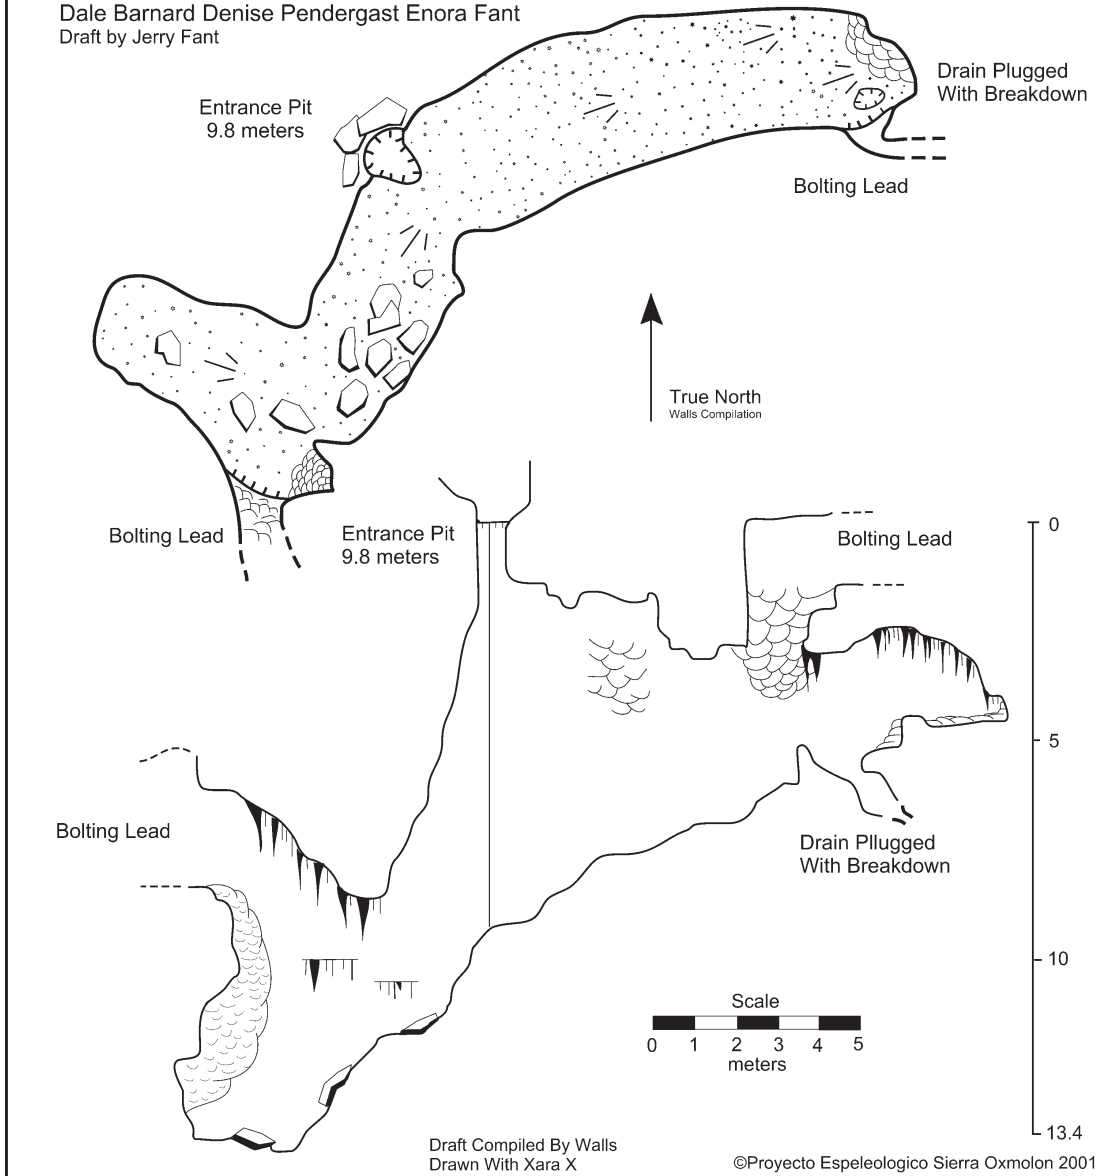 Dale Barnard Denise Pendergast Enora Fant
Draft by Jerry Fant
Entrance Pit
9.8 meters
Drain Plugged
With Breakdown
Bolting Lead
True North
Walls Compilation
Bolting Lead
Entrance Pit
9.8 meters
Bolting Lead
0
5
10
13.4
Bolting Lead
Drain Pllugged
With Breakdown
Scale
0 1 2 3 4 5
meters
Draft Compiled By Walls
Drawn With Xara X
©Proyecto Espeleologico Sierra Oxmolon 2001